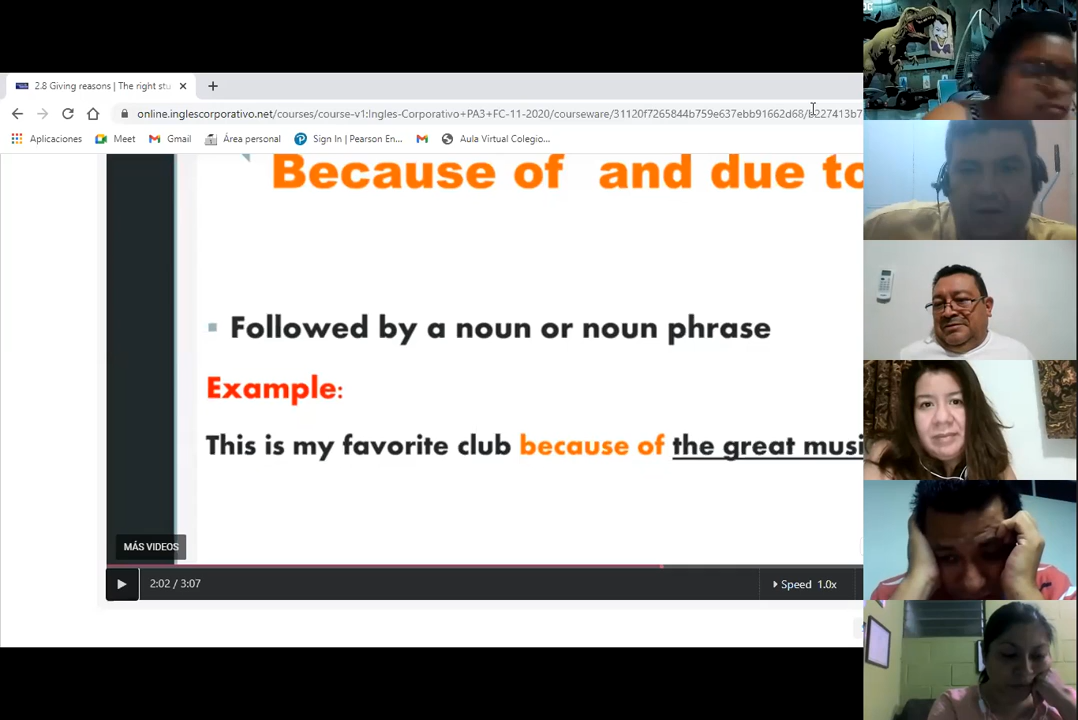 2.8 Giving reasons | The right stu
online.inglescorporativo.net/courses/course-v1:Ingles-Corporativo+PA3+FC-11-2020/courseware/31120f7265844b759e637ebb91662d68/b227413b7
Aplicaciones Meet Gmail Área personal Sign In | Pearson En... Aula Virtual Colegio...
Because of and due to
Followed by a noun or noun phrase
Example:
This is my favorite club because of the great musi
MÁS VIDEOS
2:02 / 3:07 Speed 1.0x